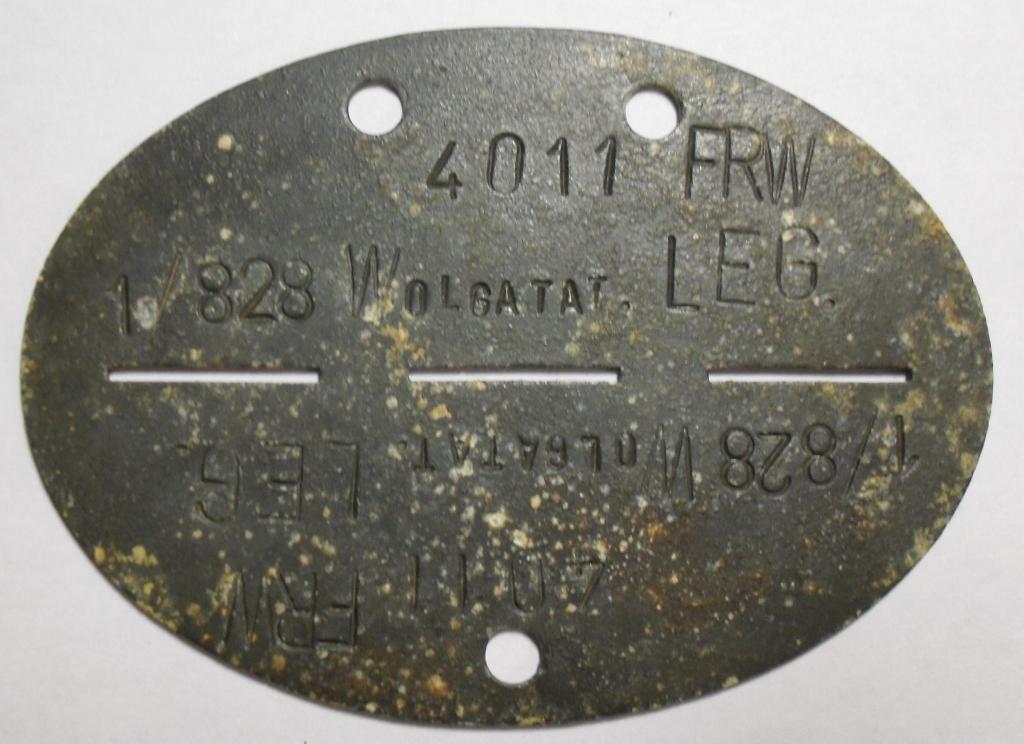 4011 FRW
1/828 WOLGATAT. LEG.
1/828 WOLGATAT. LEG.
4011 FRW